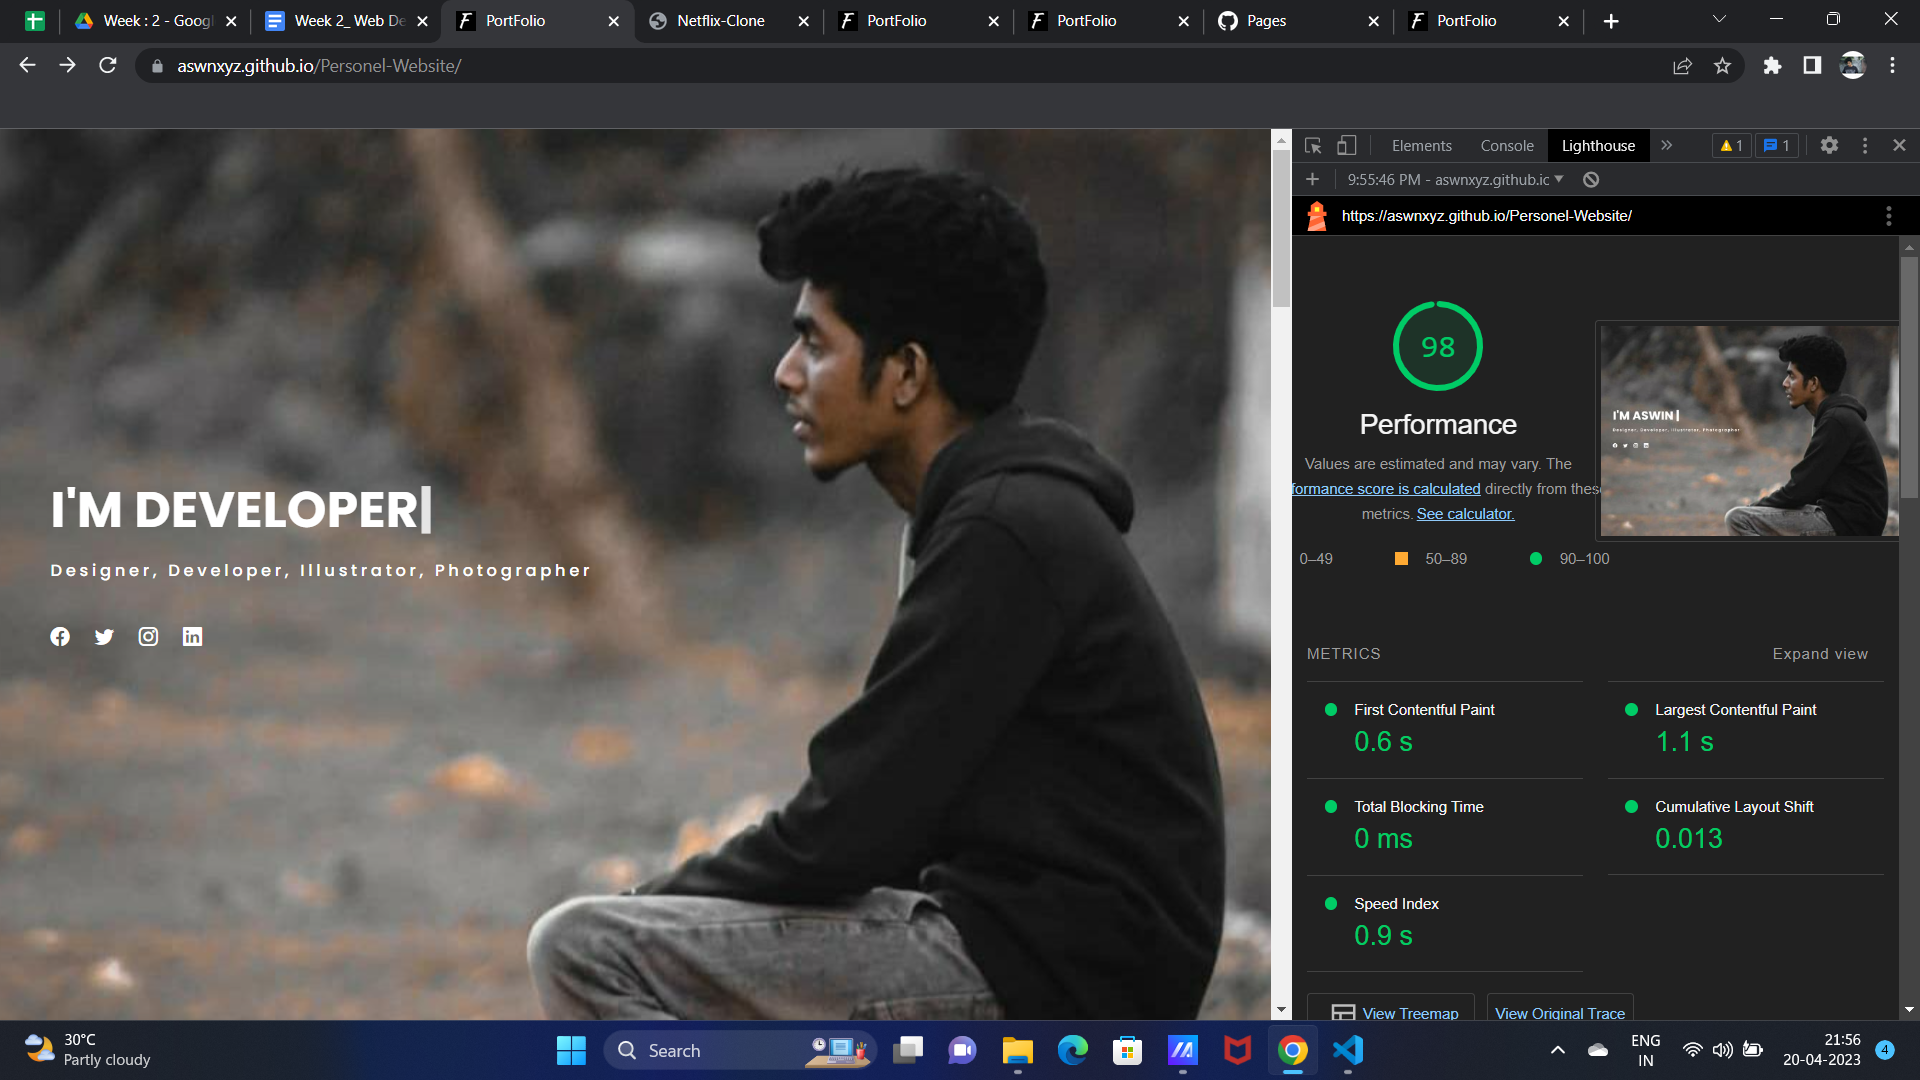 Week : 2 - Googl
Week 2_ Web De
PortFolio
Netflix-Clone
PortFolio
PortFolio
Pages
PortFolio
aswnxyz.github.io/Personel-Website/
Elements
Console
Lighthouse
1
1
9:55:46 PM - aswnxyz.github.ic
https://aswnxyz.github.io/Personel-Website/
98
Performance
Values are estimated and may vary. The
formance score is calculated directly from these
metrics. See calculator.
0–49
50–89
90–100
I'M ASWIN |
Designer, Developer, Illustrator, Photographer
I'M DEVELOPER|
Designer, Developer, Illustrator, Photographer
METRICS
Expand view
First Contentful Paint
0.6 s
Largest Contentful Paint
1.1 s
Total Blocking Time
0 ms
Cumulative Layout Shift
0.013
Speed Index
0.9 s
View Treemap
View Original Trace
30°C
Partly cloudy
Search
ENG
IN
21:56
20-04-2023
4